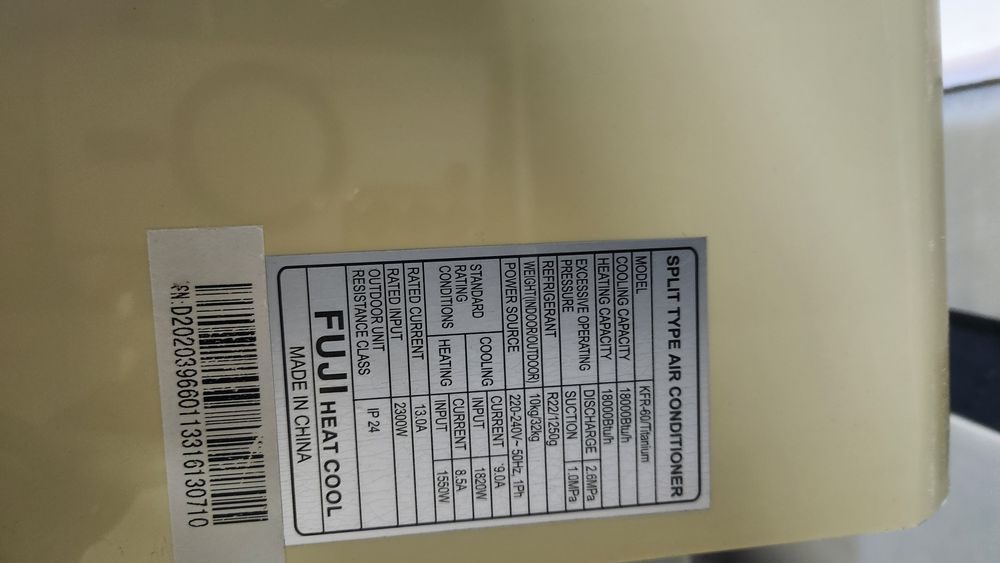 SPLIT TYPE AIR CONDITIONER
MODEL KFR-60/Titanium
COOLING CAPACITY 18000Btu/h
HEATING CAPACITY 18000Btu/h
EXCESSIVE OPERATING PRESSURE DISCHARGE 2.6MPa
SUCTION 1.0MPa
REFRIGERANT R22/1250g
WEIGHT(INDOOR/OUTDOOR) 10kg/32kg
POWER SOURCE 220-240V~ 50Hz, 1Ph
STANDARD RATING CONDITIONS COOLING CURRENT 9.0A
INPUT 1820W
HEATING CURRENT 8.5A
INPUT 1550W
RATED CURRENT 13.0A
RATED INPUT 2300W
OUTDOOR UNIT RESISTANCE CLASS IP 24
FUJI HEAT COOL
MADE IN CHINA
SN:D202039660113316130710